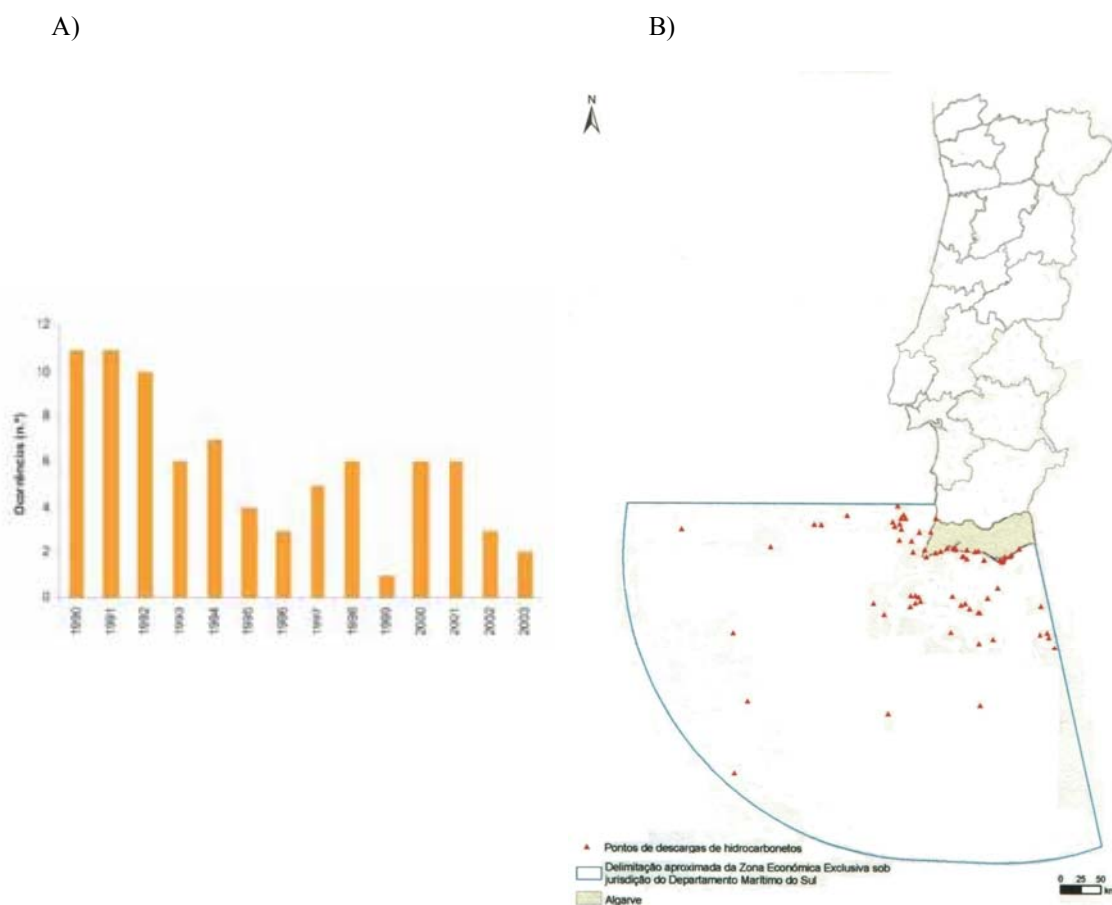 A)
B)
N
12
10
8
6
4
2
0
Ocorrências (n.º)
1990
1991
1992
1993
1994
1995
1996
1997
1998
1999
2000
2001
2002
2003
Pontos de descargas de hidrocarbonetos
Delimitação aproximada da Zona Económica Exclusiva sob
jurisdição do Departamento Marítimo do Sul
Algarve
0 25 50